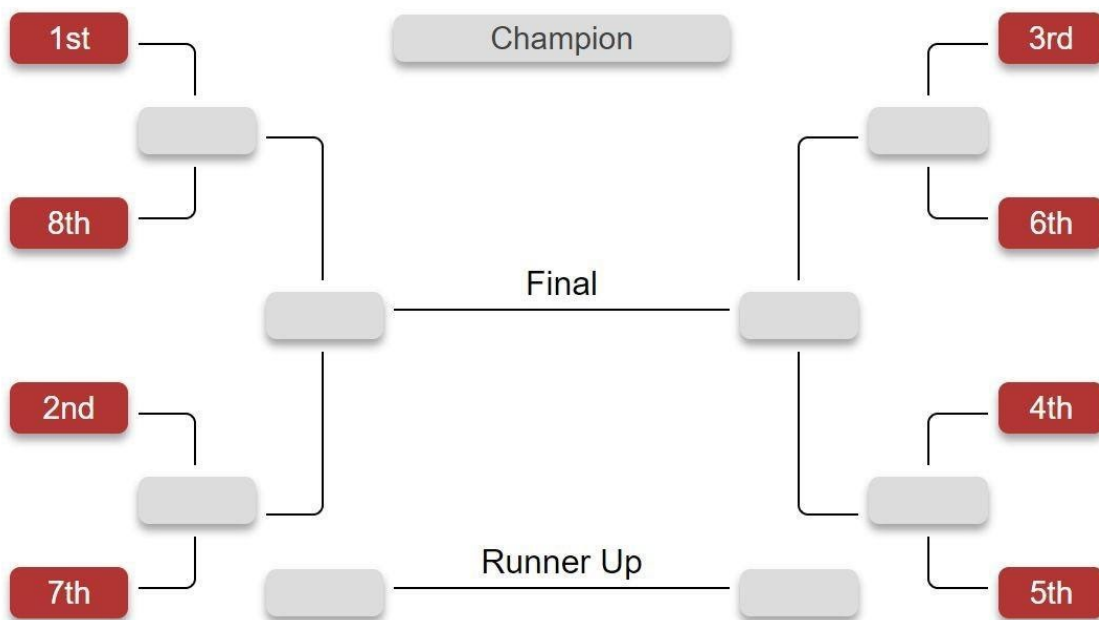 1st
Champion
3rd
8th
6th
Final
2nd
4th
Runner Up
7th
5th